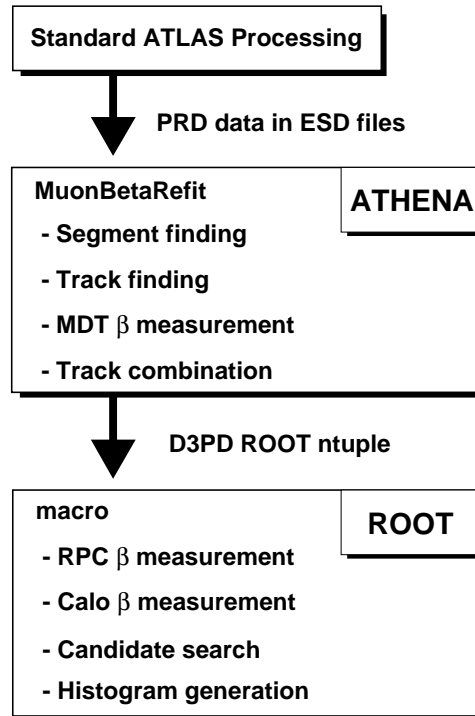 Standard ATLAS Processing
PRD data in ESD files
MuonBetaRefit
ATHENA
- Segment finding
- Track finding
- MDT β measurement
- Track combination
D3PD ROOT ntuple
macro
ROOT
- RPC β measurement
- Calo β measurement
- Candidate search
- Histogram generation